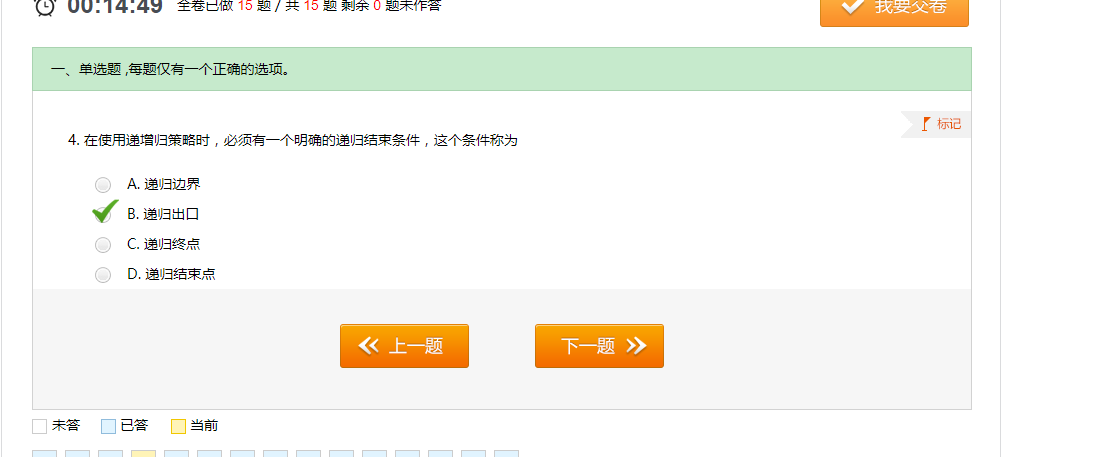 00:14:49 全卷已做 15 题 / 共 15 题 剩余 0 题未作答
我要交卷
一、单选题 ,每题仅有一个正确的选项。
标记
4. 在使用递增归策略时，必须有一个明确的递归结束条件，这个条件称为
A. 递归边界
B. 递归出口
C. 递归终点
D. 递归结束点
上一题 下一题
未答 已答 当前